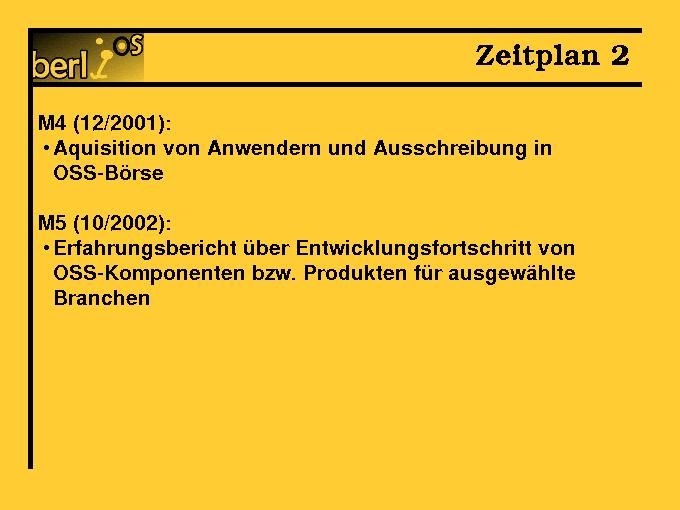 berliOS
Zeitplan 2
M4 (12/2001):
• Aquisition von Anwendern und Ausschreibung in
OSS-Börse
M5 (10/2002):
• Erfahrungsbericht über Entwicklungsfortschritt von
OSS-Komponenten bzw. Produkten für ausgewählte
Branchen